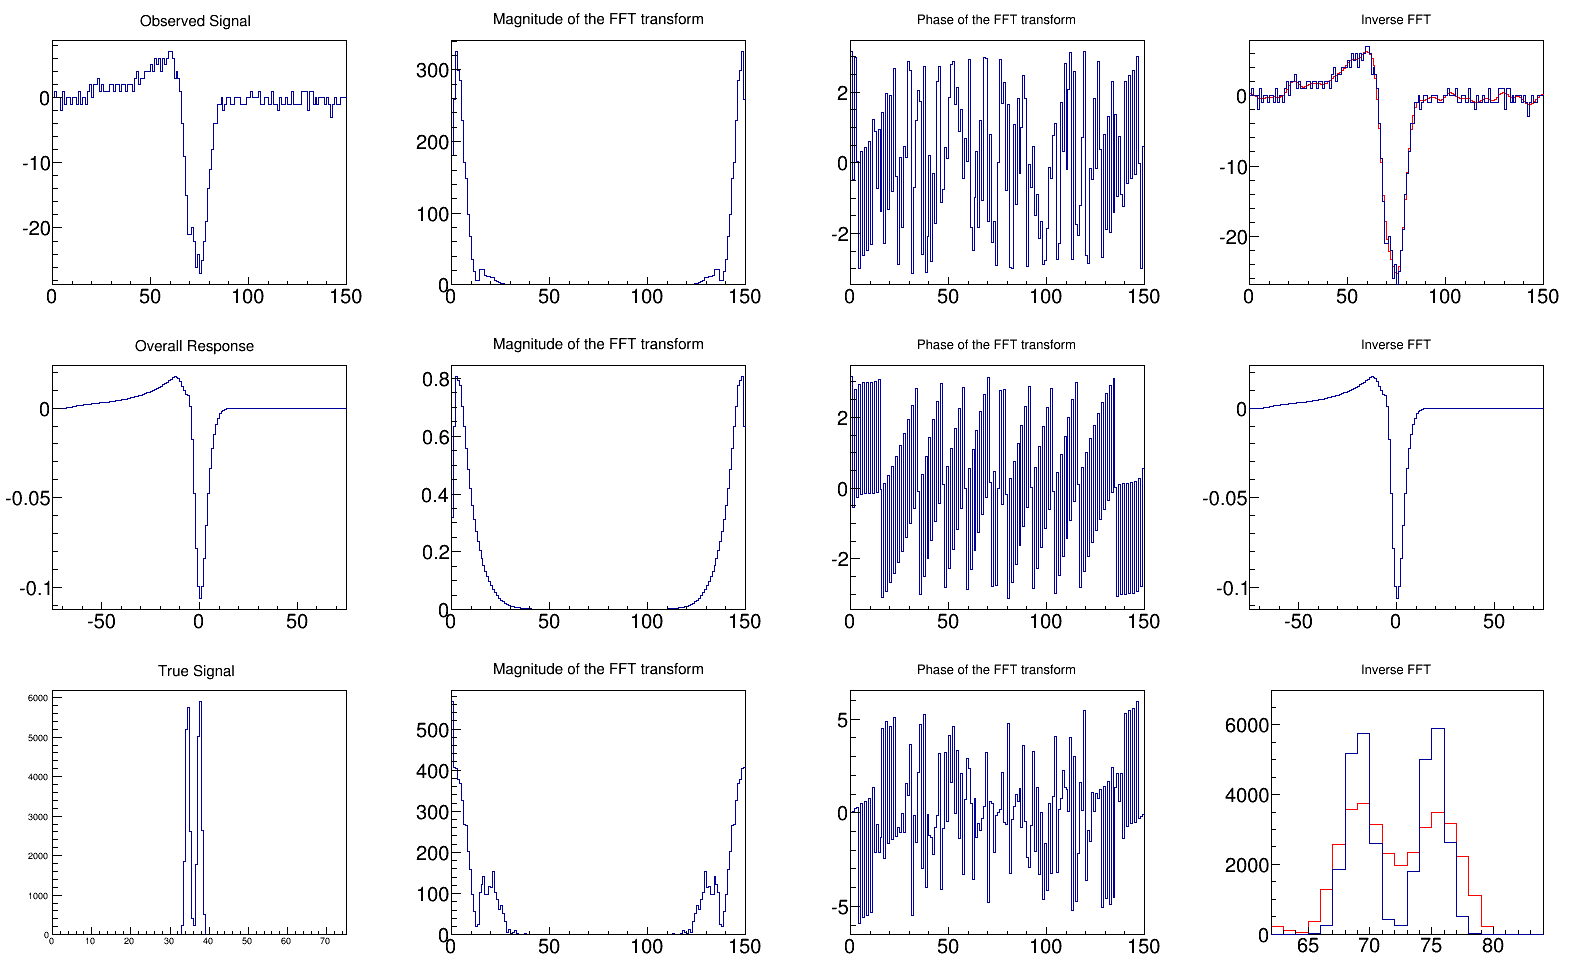 Observed Signal
Magnitude of the FFT transform
Phase of the FFT transform
Inverse FFT
0
-10
-20
0 50 100 150
300
200
100
0
0 50 100 150
2
0
-2
0 50 100 150
0
-10
-20
0 50 100 150
Overall Response
Magnitude of the FFT transform
Phase of the FFT transform
Inverse FFT
0
-0.05
-0.1
-50 0 50
0.8
0.6
0.4
0.2
0
0 50 100 150
2
0
-2
0 50 100 150
0
-0.05
-0.1
-50 0 50
True Signal
Magnitude of the FFT transform
Phase of the FFT transform
Inverse FFT
6000
5000
4000
3000
2000
1000
0
0 10 20 30 40 50 60 70
500
400
300
200
100
0
0 50 100 150
5
0
-5
0 50 100 150
6000
4000
2000
0
65 70 75 80